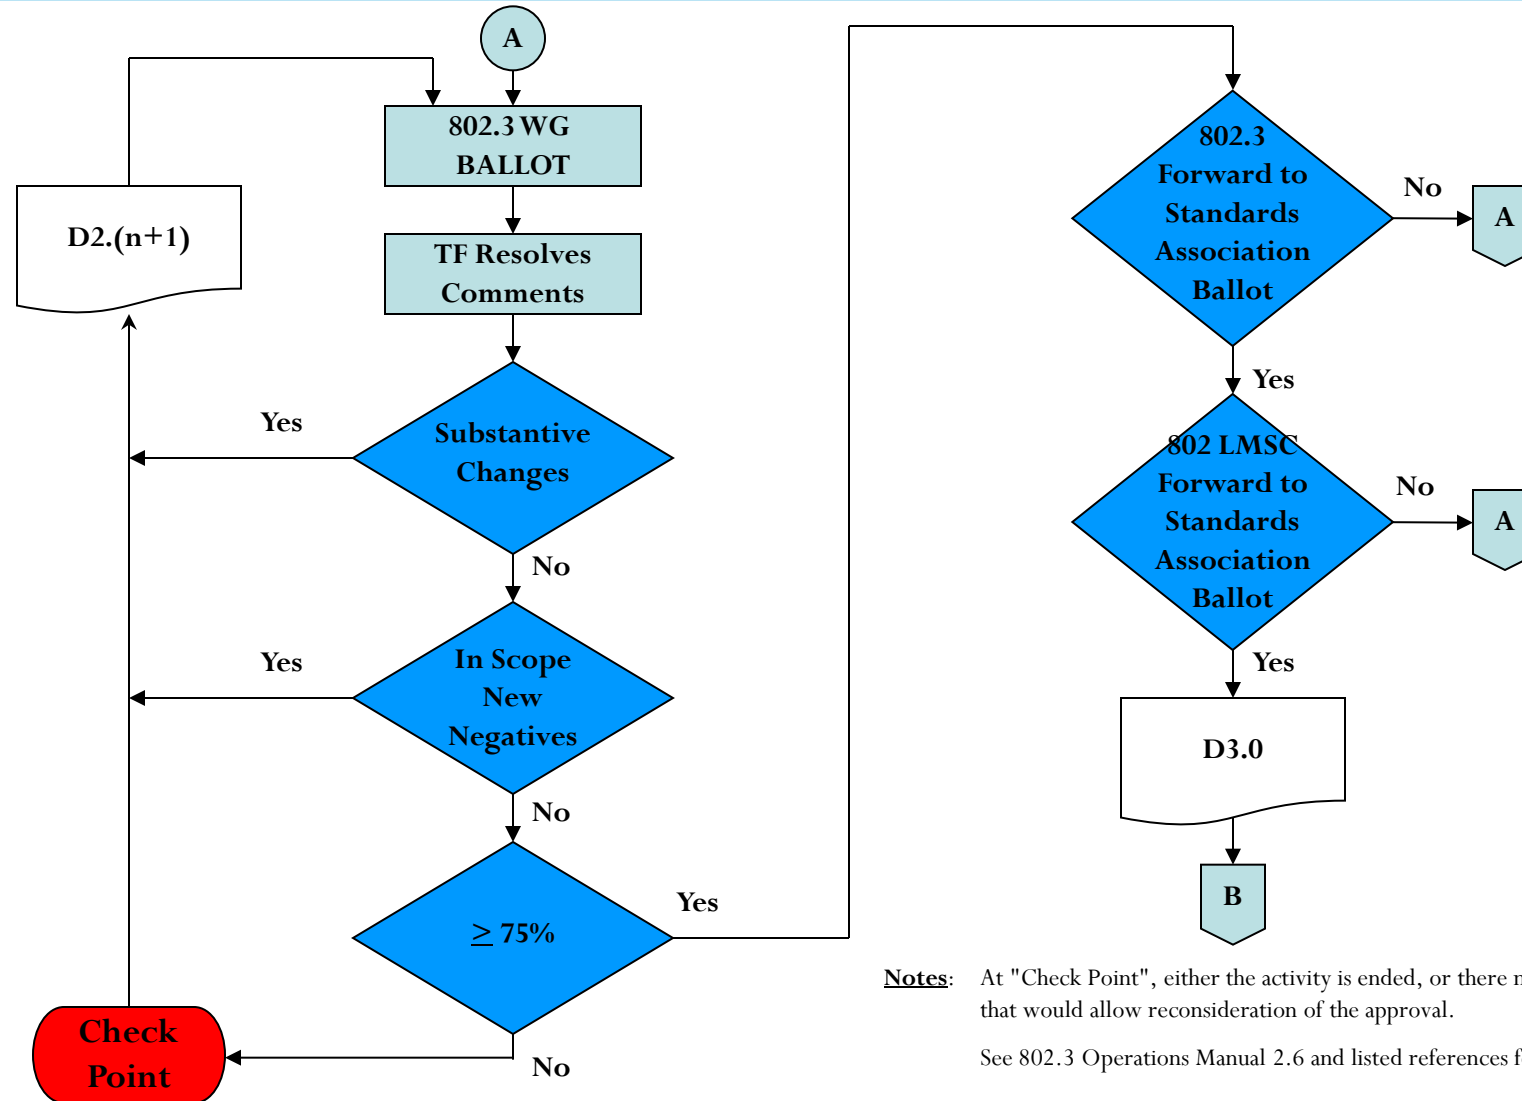 A
802.3 WG
BALLOT
D2.(n+1)
TF Resolves
Comments
Yes
Substantive
Changes
No
Yes
In Scope
New
Negatives
No
≥ 75%
Yes
No
Check
Point
802.3
Forward to
Standards
Association
Ballot
No
A
Yes
802 LMSC
Forward to
Standards
Association
Ballot
No
A
Yes
D3.0
B
Notes: At "Check Point", either the activity is ended, or there
that would allow reconsideration of the approval.
See 802.3 Operations Manual 2.6 and listed references